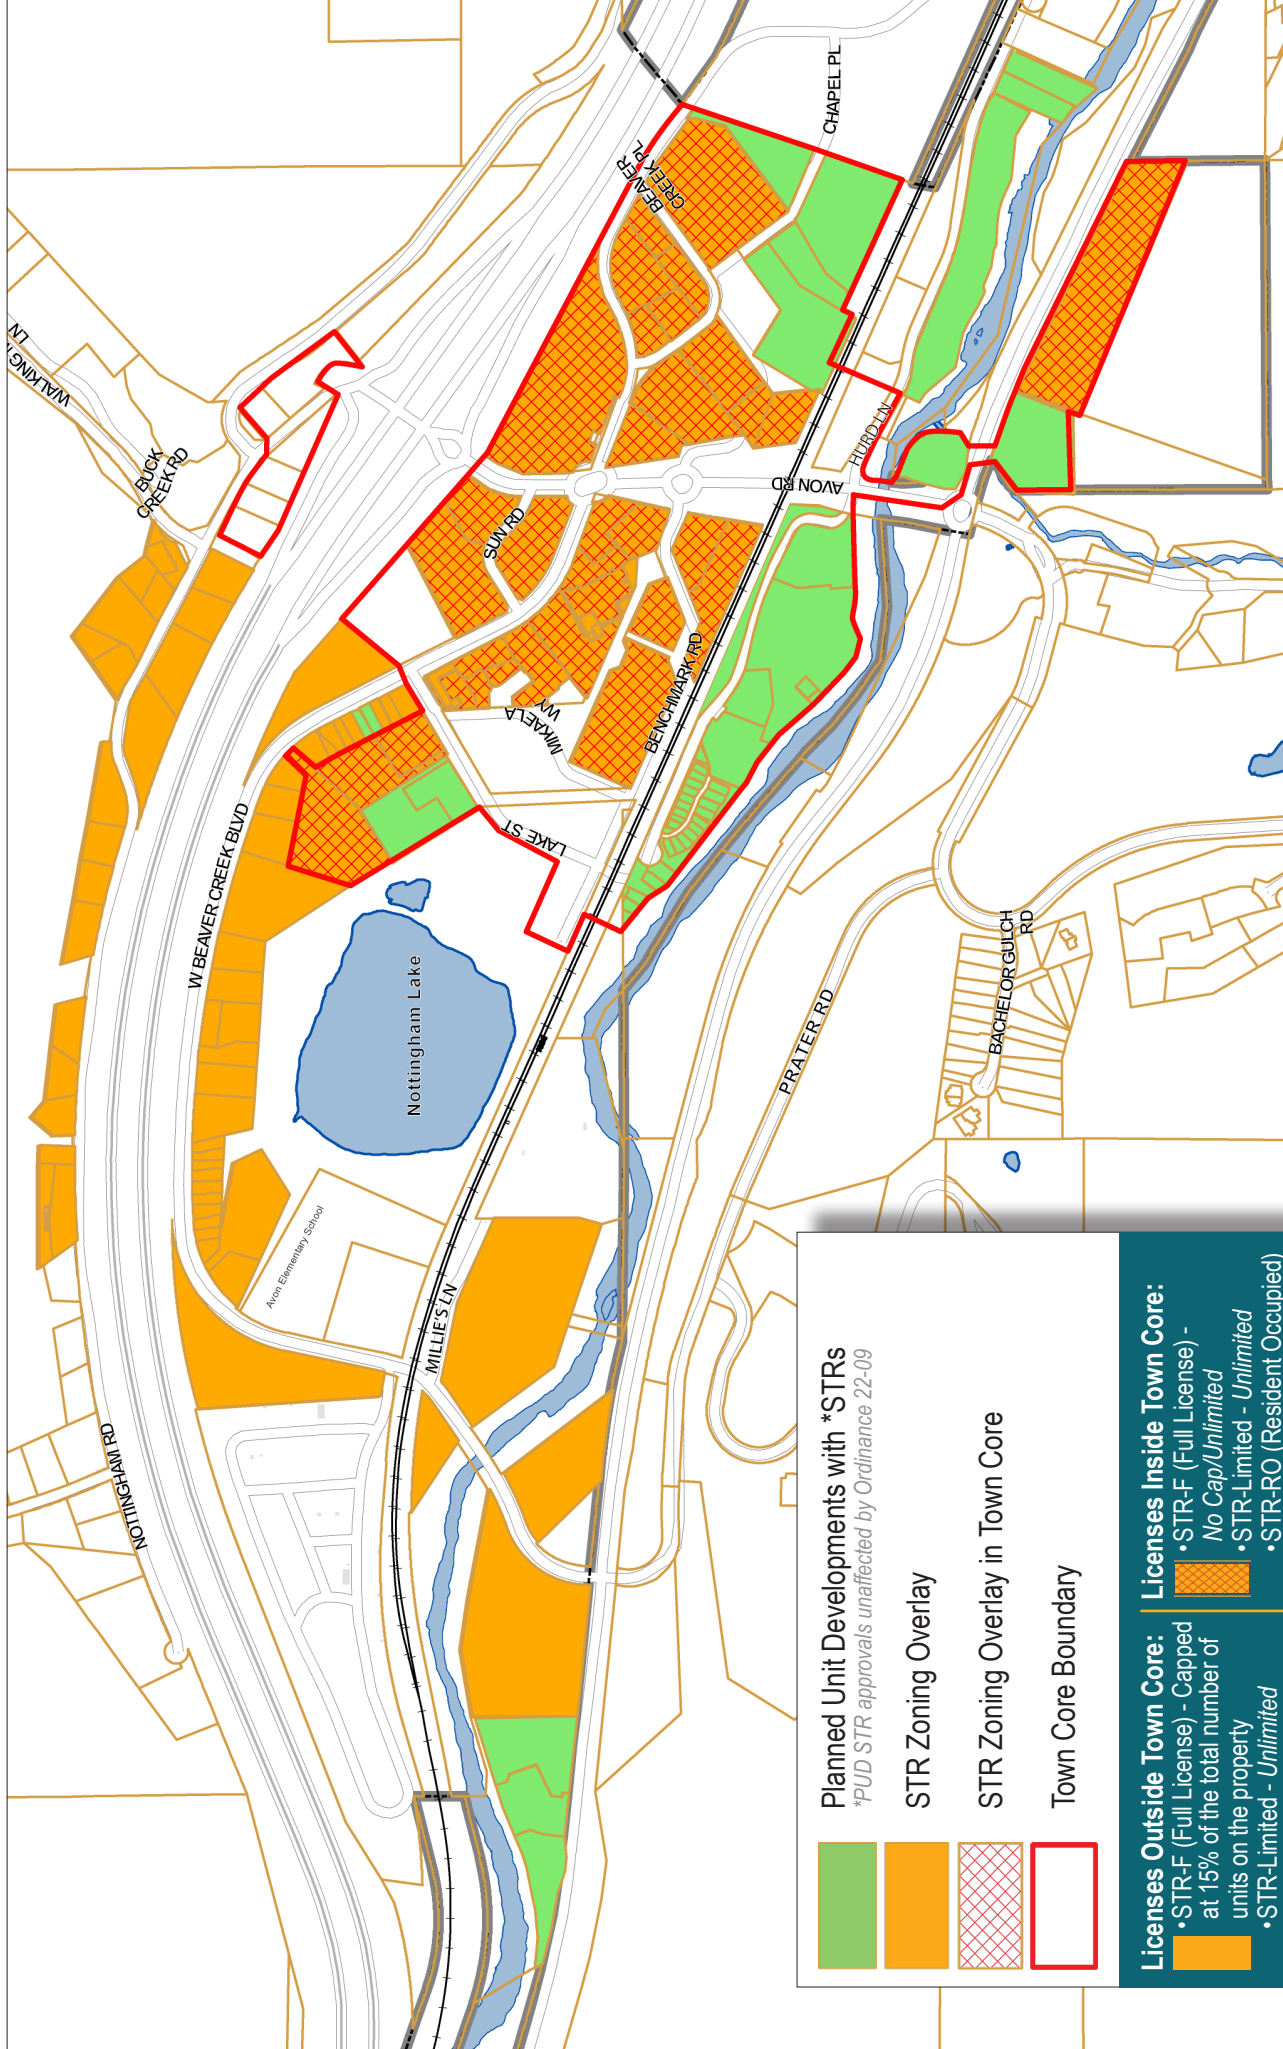 WALKING
LN
BUCK
CREEK RD
BEAVER
CREEK PL
CHAPEL PL
SUN RD
AVON RD
HURD LN
MIKAELA
WY
BENCHMARK RD
LAKE ST
W BEAVER CREEK BLVD
Nottingham Lake
Avon Elementary School
MILLIE'S LN
NOTTINGHAM RD
PRATER RD
BACHELOR GULCH
RD
Planned Unit Developments with *STRs
*PUD STR approvals unaffected by Ordinance 22-09
STR Zoning Overlay
STR Zoning Overlay in Town Core
Town Core Boundary
Licenses Outside Town Core:
• STR-F (Full License) - Capped
at 15% of the total number of
units on the property
• STR-Limited - Unlimited
Licenses Inside Town Core:
• STR-F (Full License) -
No Cap/Unlimited
• STR-Limited - Unlimited
• STR-RO (Resident Occupied)